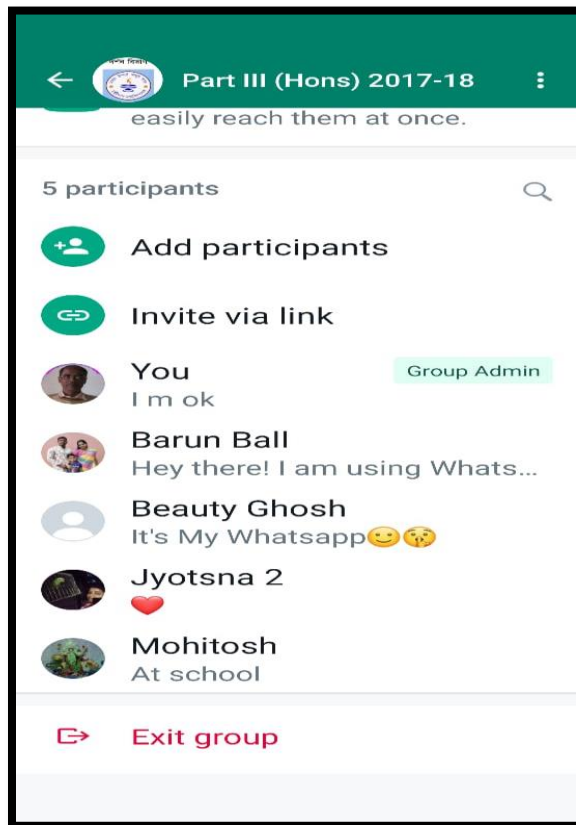 Part III (Hons) 2017-18
easily reach them at once.
5 participants
Add participants
Invite via link
You
Group Admin
I m ok
Barun Ball
Hey there! I am using Whats...
Beauty Ghosh
It's My Whatsapp🙂🤫
Jyotsna 2
❤️
Mohitosh
At school
Exit group